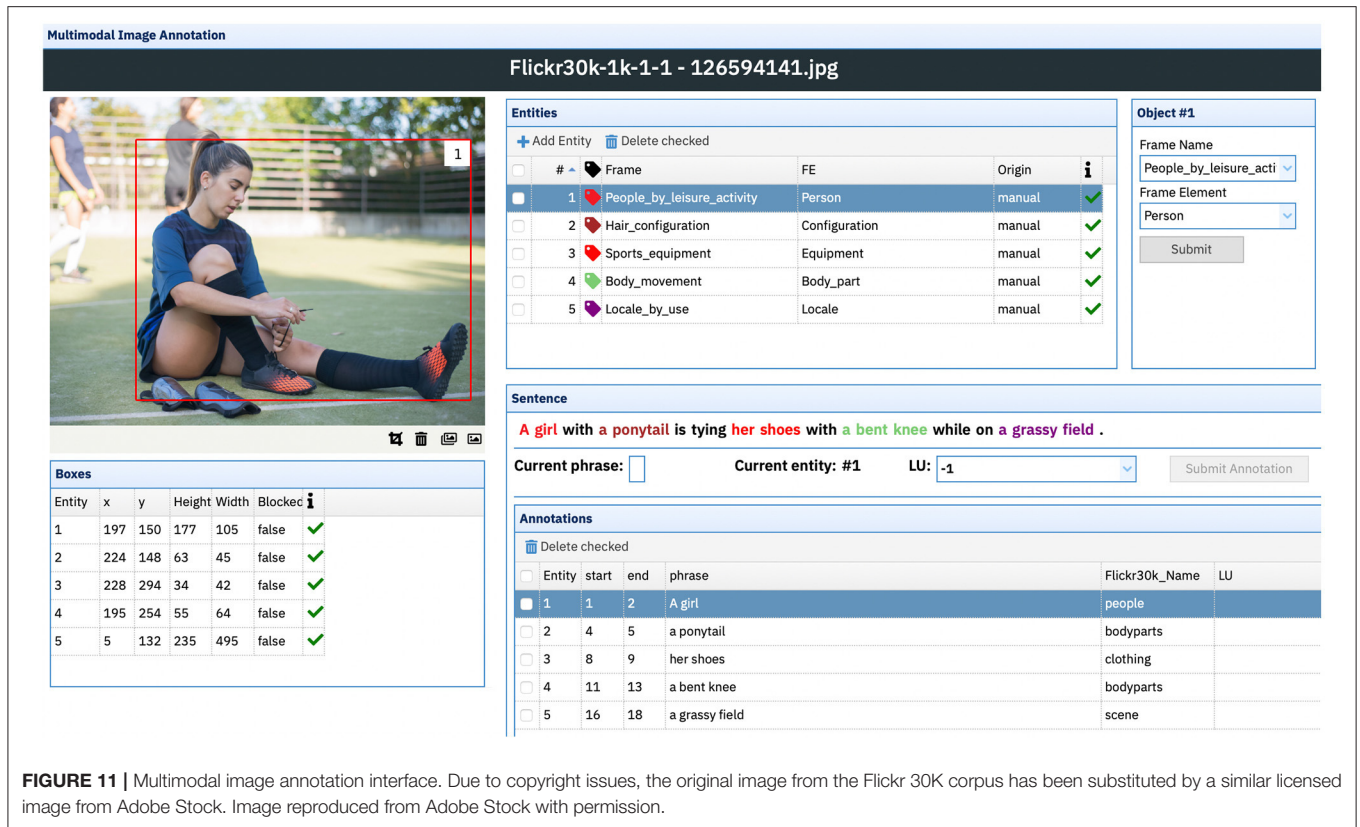 Multimodal Image Annotation
Flickr30k-1k-1-1 - 126594141.jpg
1
Entities
Add Entity Delete checked
# Frame FE Origin
1 People_by_leisure_activity Person manual
2 Hair_configuration Configuration manual
3 Sports_equipment Equipment manual
4 Body_movement Body_part manual
5 Locale_by_use Locale manual
Object #1
Frame Name
People_by_leisure_acti
Frame Element
Person
Submit
Boxes
Entity x y Height Width Blocked
1 197 150 177 105 false
2 224 148 63 45 false
3 228 294 34 42 false
4 195 254 55 64 false
5 5 132 235 495 false
Sentence
A girl with a ponytail is tying her shoes with a bent knee while on a grassy field .
Current phrase: Current entity: #1 LU: -1 Submit Annotation
Annotations
Delete checked
Entity start end phrase Flickr30k_Name LU
1 1 2 A girl people
2 4 5 a ponytail bodyparts
3 8 9 her shoes clothing
4 11 13 a bent knee bodyparts
5 16 18 a grassy field scene
FIGURE 11 | Multimodal image annotation interface. Due to copyright issues, the original image from the Flickr 30K corpus has been substituted by a similar licensed
image from Adobe Stock. Image reproduced from Adobe Stock with permission.